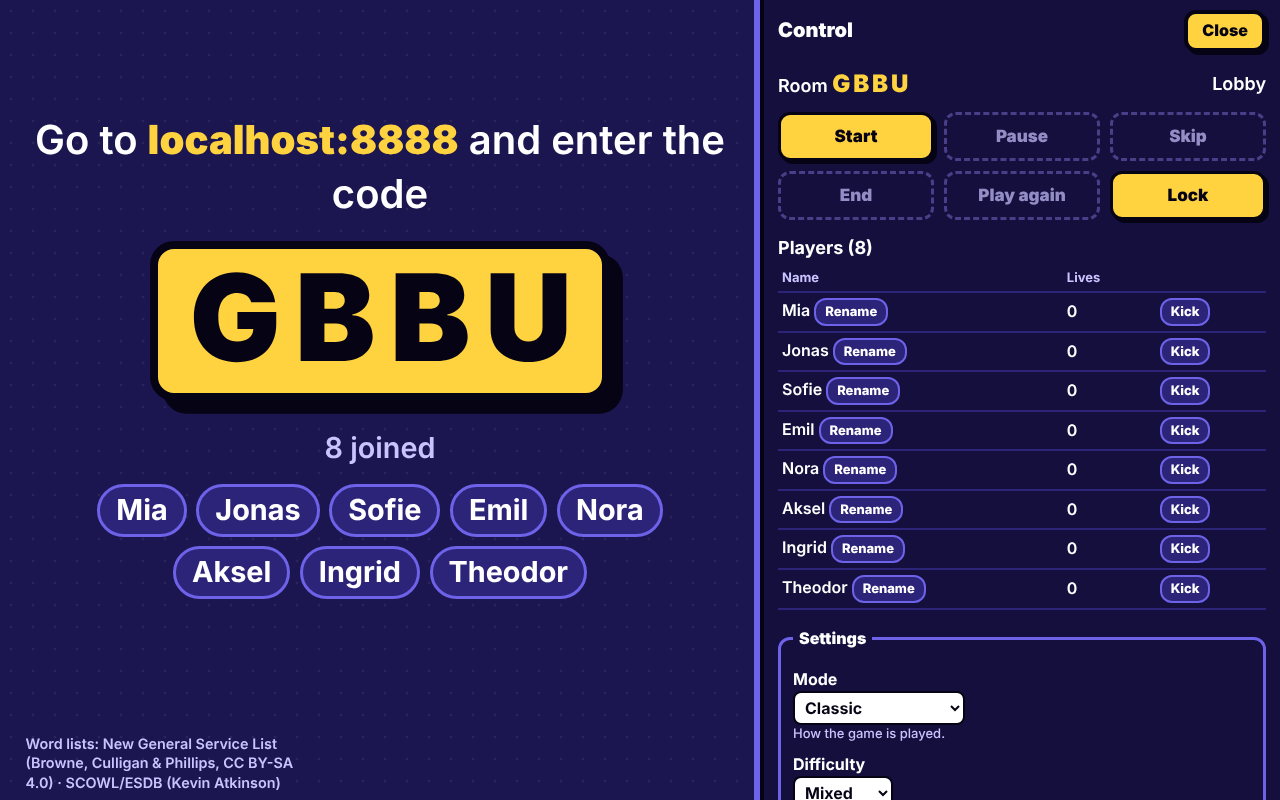 Go to localhost:8888 and enter the
code
GBBU
8 joined
Mia Jonas Sofie Emil Nora
Aksel Ingrid Theodor
Word lists: New General Service List
(Browne, Culligan & Phillips, CC BY-SA
4.0) · SCOWL/ESDB (Kevin Atkinson)
Control Close
Room GBBU Lobby
Start Pause Skip
End Play again Lock
Players (8)
Name Lives
Mia Rename 0 Kick
Jonas Rename 0 Kick
Sofie Rename 0 Kick
Emil Rename 0 Kick
Nora Rename 0 Kick
Aksel Rename 0 Kick
Ingrid Rename 0 Kick
Theodor Rename 0 Kick
Settings
Mode
Classic
How the game is played.
Difficulty
Mixed